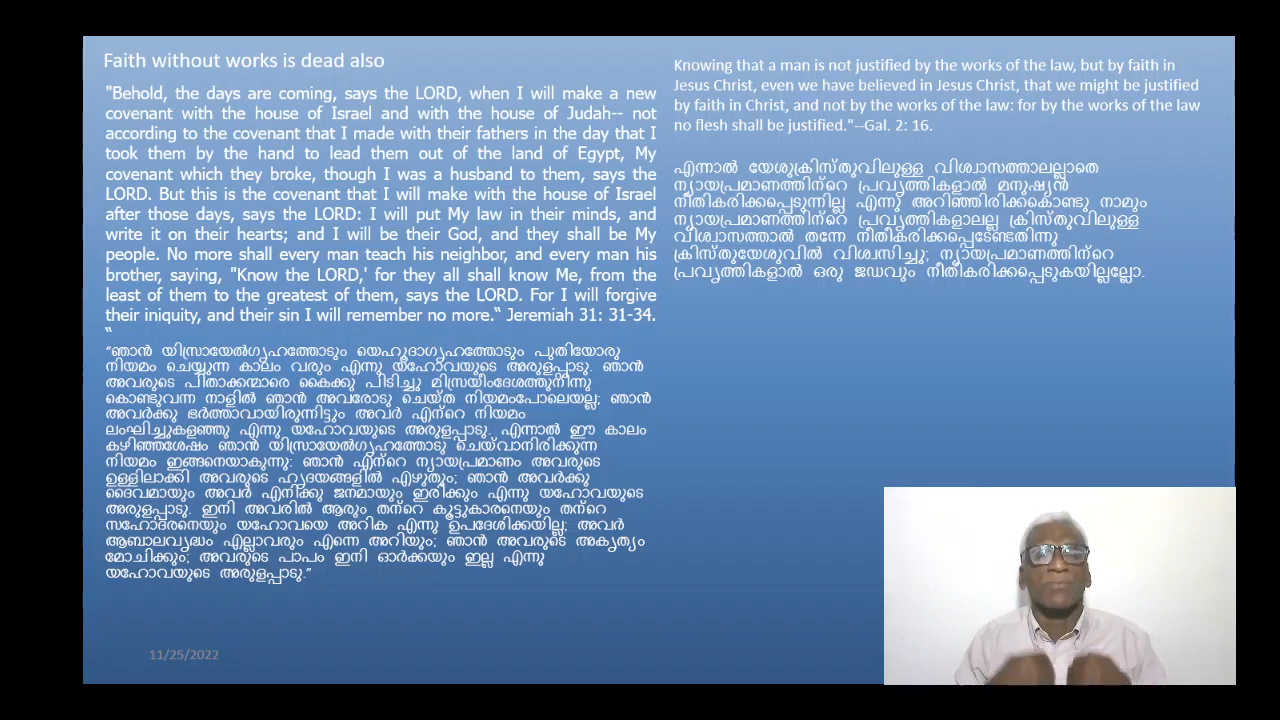 Faith without works is dead also
"Behold, the days are coming, says the LORD, when I will make a new
covenant with the house of Israel and with the house of Judah-- not
according to the covenant that I made with their fathers in the day that I
took them by the hand to lead them out of the land of Egypt, My
covenant which they broke, though I was a husband to them, says the
LORD. But this is the covenant that I will make with the house of Israel
after those days, says the LORD: I will put My law in their minds, and
write it on their hearts; and I will be their God, and they shall be My
people. No more shall every man teach his neighbor, and every man his
brother, saying, "Know the LORD,' for they all shall know Me, from the
least of them to the greatest of them, says the LORD. For I will forgive
their iniquity, and their sin I will remember no more.“ Jeremiah 31: 31-34.
“
“ഞാൻ യിസ്രായേൽഗൃഹത്തോടും യെഹൂദാഗൃഹത്തോടും പുതിയോരു
നിയമം ചെയ്യുന്ന കാലം വരും എന്നു യഹോവയുടെ അരുളപ്പാടു. ഞാൻ
അവരുടെ പിതാക്കന്മാരെ കൈക്കു പിടിച്ചു മിസ്രയീംദേശത്തുനിന്നു
കൊണ്ടുവന്ന നാളിൽ ഞാൻ അവരോടു ചെയ്ത നിയമംപോലെയല്ല; ഞാൻ
അവർക്കു ഭർത്താവായിരുന്നിട്ടും അവർ എന്റെ നിയമം
ലംഘിച്ചുകളഞ്ഞു എന്നു യഹോവയുടെ അരുളപ്പാടു. എന്നാൽ ഈ കാലം
കഴിഞ്ഞശേഷം ഞാൻ യിസ്രായേൽഗൃഹത്തോടു ചെയ്‌വാനിരിക്കുന്ന
നിയമം ഇങ്ങനെയാകുന്നു: ഞാൻ എന്റെ ന്യായപ്രമാണം അവരുടെ
ഉള്ളിലാക്കി അവരുടെ ഹൃദയങ്ങളിൽ എഴുതും; ഞാൻ അവർക്കു
ദൈവമായും അവർ എനിക്കു ജനമായും ഇരിക്കും എന്നു യഹോവയുടെ
അരുളപ്പാടു. ഇനി അവരിൽ ആരും തന്റെ കൂട്ടുകാരനെയും തന്റെ
സഹോദരനെയും യഹോവയെ അറിക എന്നു ഉപദേശിക്കയില്ല; അവർ
ആബാലവൃദ്ധം എല്ലാവരും എന്നെ അറിയും; ഞാൻ അവരുടെ അകൃത്യം
മോചിക്കും; അവരുടെ പാപം ഇനി ഓർക്കയും ഇല്ല എന്നു
യഹോവയുടെ അരുളപ്പാടു.”
11/25/2022
Knowing that a man is not justified by the works of the law, but by faith in
Jesus Christ, even we have believed in Jesus Christ, that we might be justified
by faith in Christ, and not by the works of the law: for by the works of the law
no flesh shall be justified."--Gal. 2: 16.
എന്നാൽ യേശുക്രിസ്തുവിലുള്ള വിശ്വാസത്താലല്ലാതെ
ന്യായപ്രമാണത്തിന്റെ പ്രവൃത്തികളാൽ മനുഷ്യൻ
നീതികരിക്കപ്പെടുന്നില്ല എന്നു അറിഞ്ഞിരിക്കകൊണ്ടു നാമും
ന്യായപ്രമാണത്തിന്റെ പ്രവൃത്തികളാലല്ല ക്രിസ്തുവിലുള്ള
വിശ്വാസത്താൽ തന്നേ നീതീകരിക്കപ്പെടേണ്ടതിന്നു
ക്രിസ്തുയേശുവിൽ വിശ്വസിച്ചു; ന്യായപ്രമാണത്തിന്റെ
പ്രവൃത്തികളാൽ ഒരു ജഡവും നീതികരിക്കപ്പെടുകയില്ലല്ലോ.